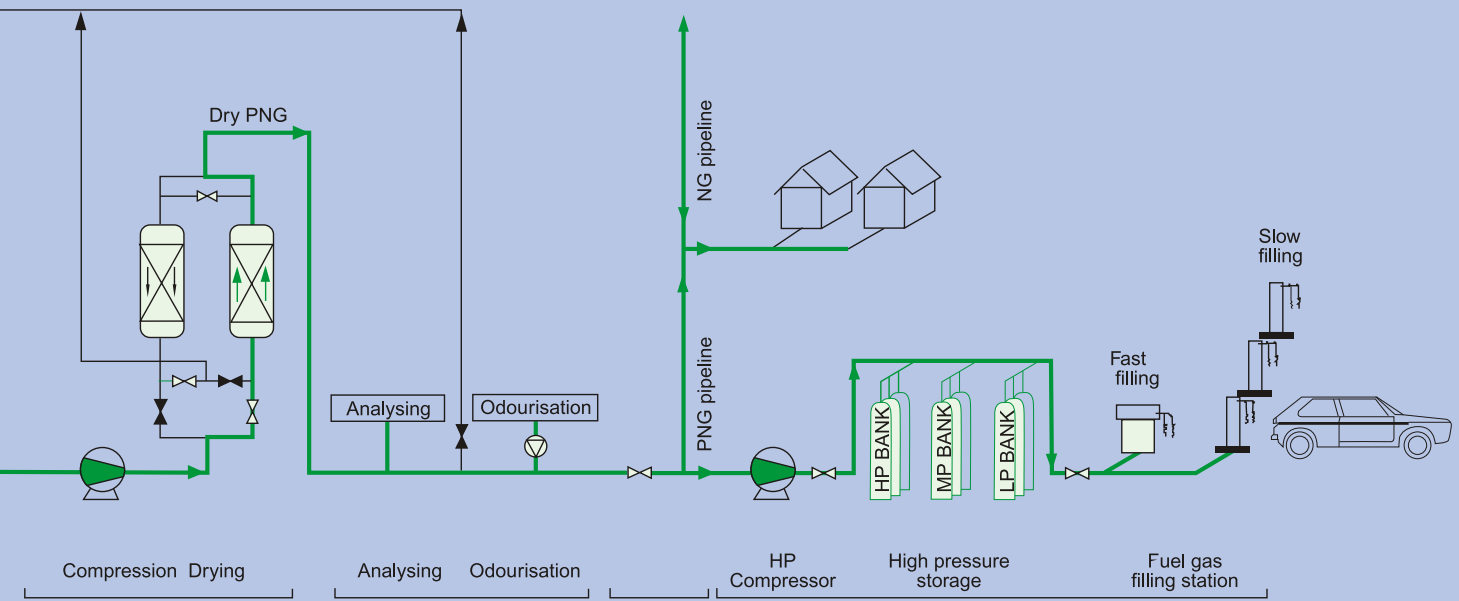 Dry PNG
NG pipeline
Slow
filling
Fast
filling
PNG pipeline
Analysing
Odourisation
HP BANK
MP BANK
LP BANK
Compression Drying
Analysing
Odourisation
HP
Compressor
High pressure
storage
Fuel gas
filling station